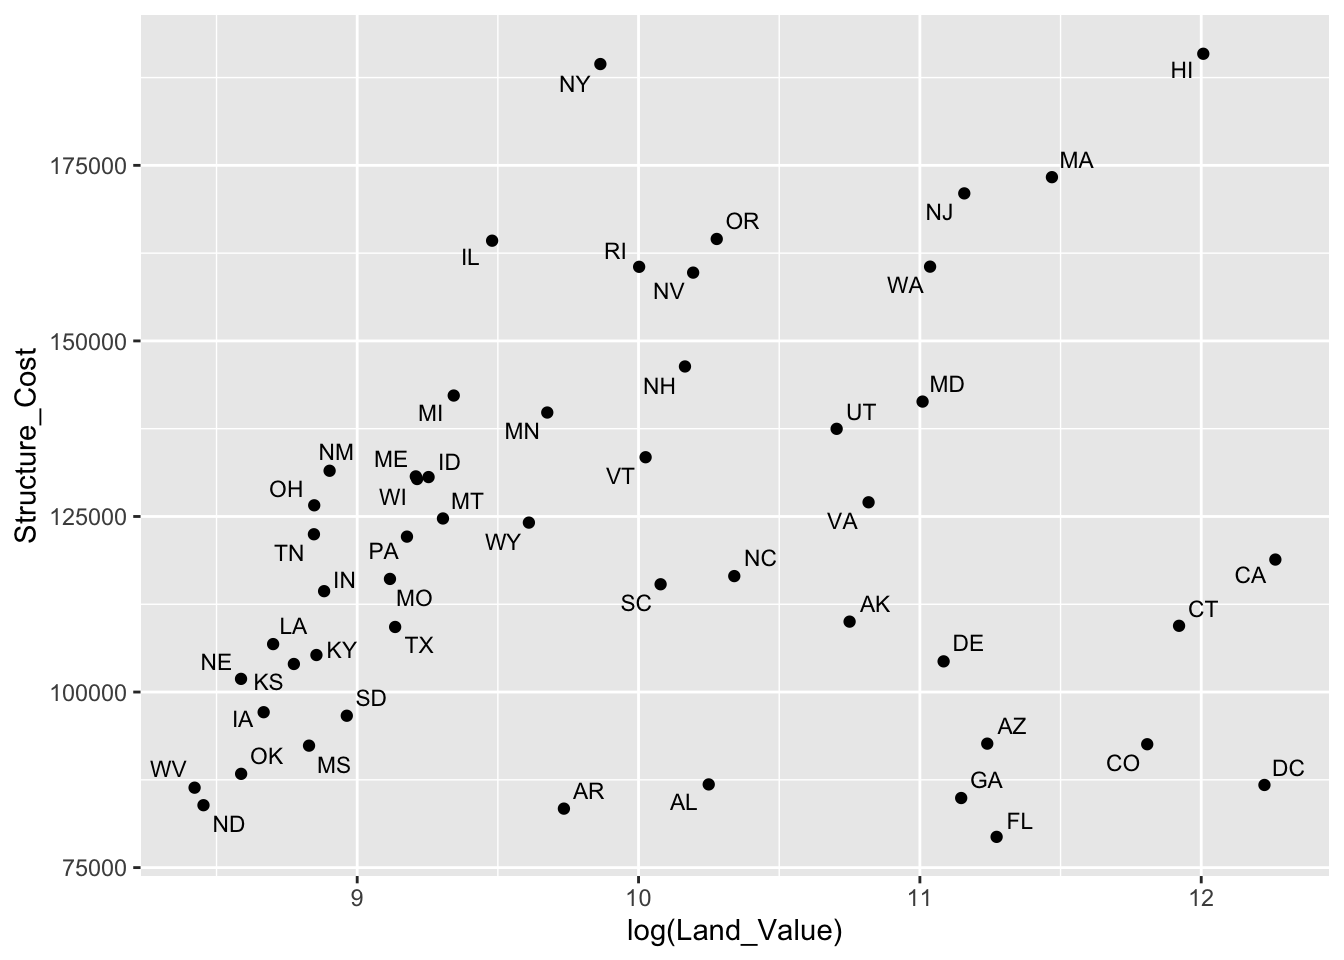 HI
NY
175000
MA
NJ
OR
RI
IL
NV
WA
150000
NH
MD
MI
UT
MN
NM
ME
ID
VT
OH
WI
MT
125000
VA
WY
TN
PA
NC
IN
CA
MO
SC
AK
CT
LA
TX
KY
DE
NE
KS
100000
SD
IA
AZ
OK
MS
CO
WV
DC
GA
AR
AL
ND
FL
75000
Structure_Cost
9
10
11
12
log(Land_Value)